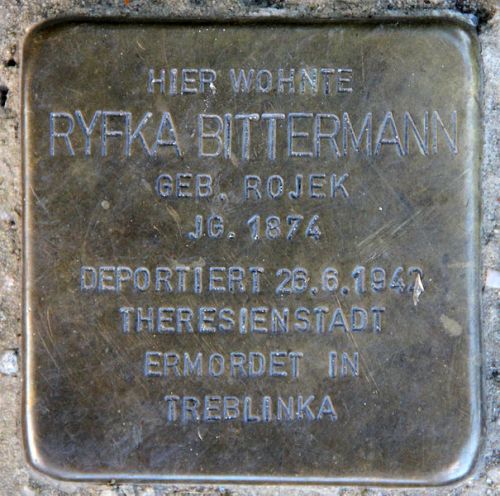 HIER WOHNTE
RYFKA BITTERMANN
GEB. ROJEK
JG. 1874
DEPORTIERT 26.6.1942
THERESIENSTADT
ERMORDET IN
TREBLINKA